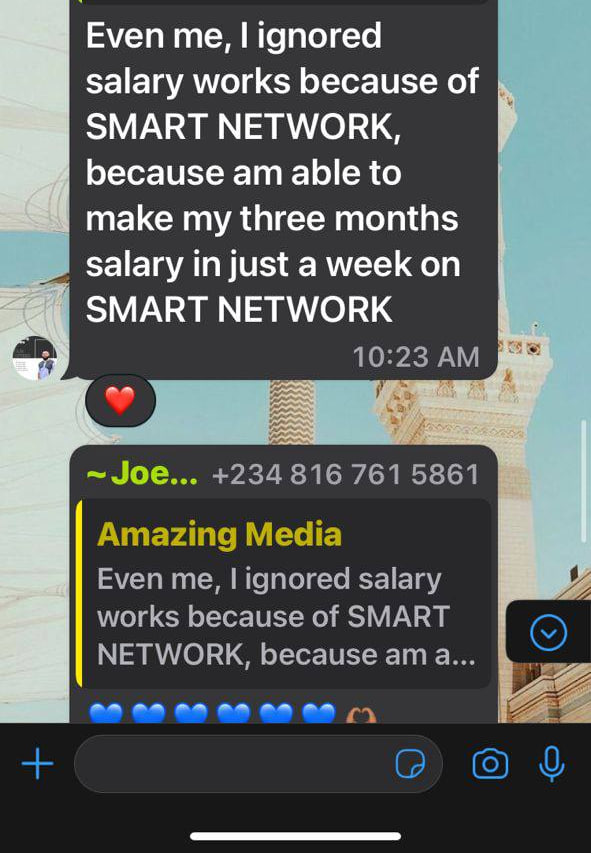 Even me, I ignored
salary works because of
SMART NETWORK,
because am able to
make my three months
salary in just a week on
SMART NETWORK
10:23 AM
~Joe... +234 816 761 5861
Amazing Media
Even me, I ignored salary
works because of SMART
NETWORK, because am a...